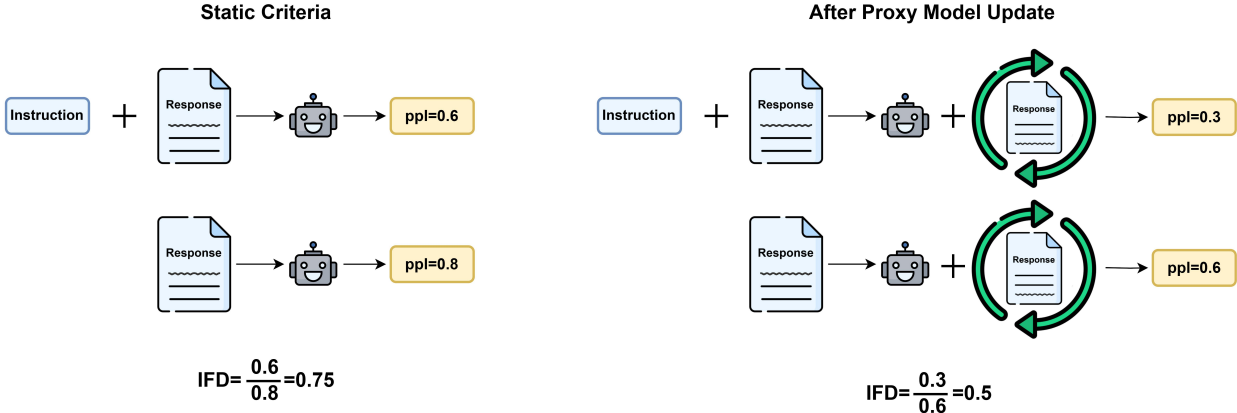 Static Criteria
Instruction
+
Response
ppl=0.6
Response
ppl=0.8
IFD= 0.6/0.8 =0.75
After Proxy Model Update
Instruction
+
Response
+
Response
ppl=0.3
Response
+
Response
ppl=0.6
IFD= 0.3/0.6 =0.5